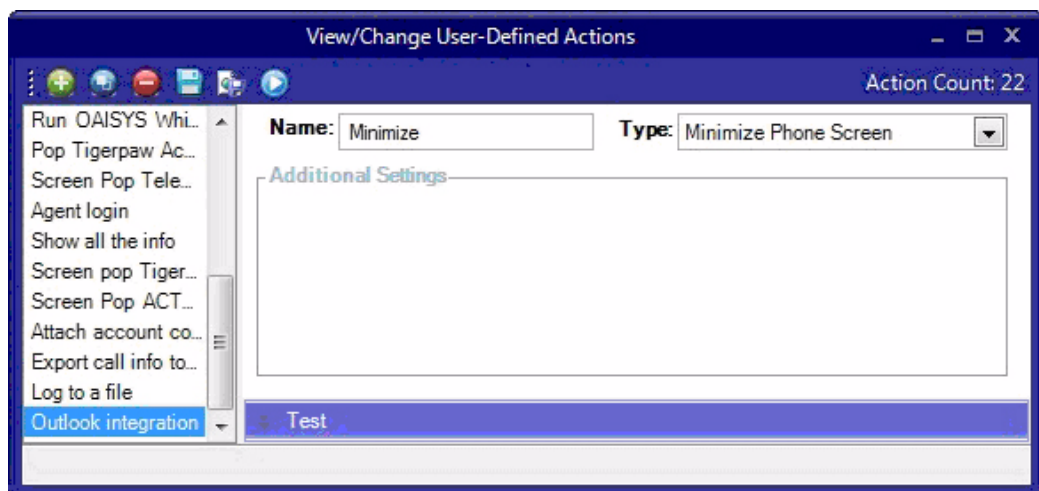 View/Change User-Defined Actions
Action Count: 22
Run OAISYS Whi...
Pop Tigerpaw Ac...
Screen Pop Tele...
Agent login
Show all the info
Screen pop Tiger...
Screen Pop ACT...
Attach account co...
Export call info to...
Log to a file
Outlook integration
Name: Minimize Type: Minimize Phone Screen
Additional Settings
Test